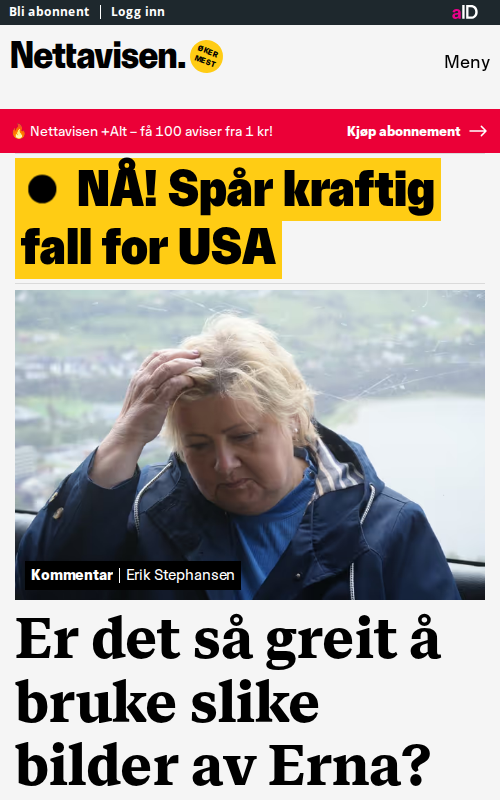 Bli abonnent | Logg inn aID
Nettavisen. ØKER MEST
Meny
🔥 Nettavisen +Alt – få 100 aviser fra 1 kr! Kjøp abonnement →
● NÅ! Spår kraftig
fall for USA
Kommentar | Erik Stephansen
Er det så greit å
bruke slike
bilder av Erna?